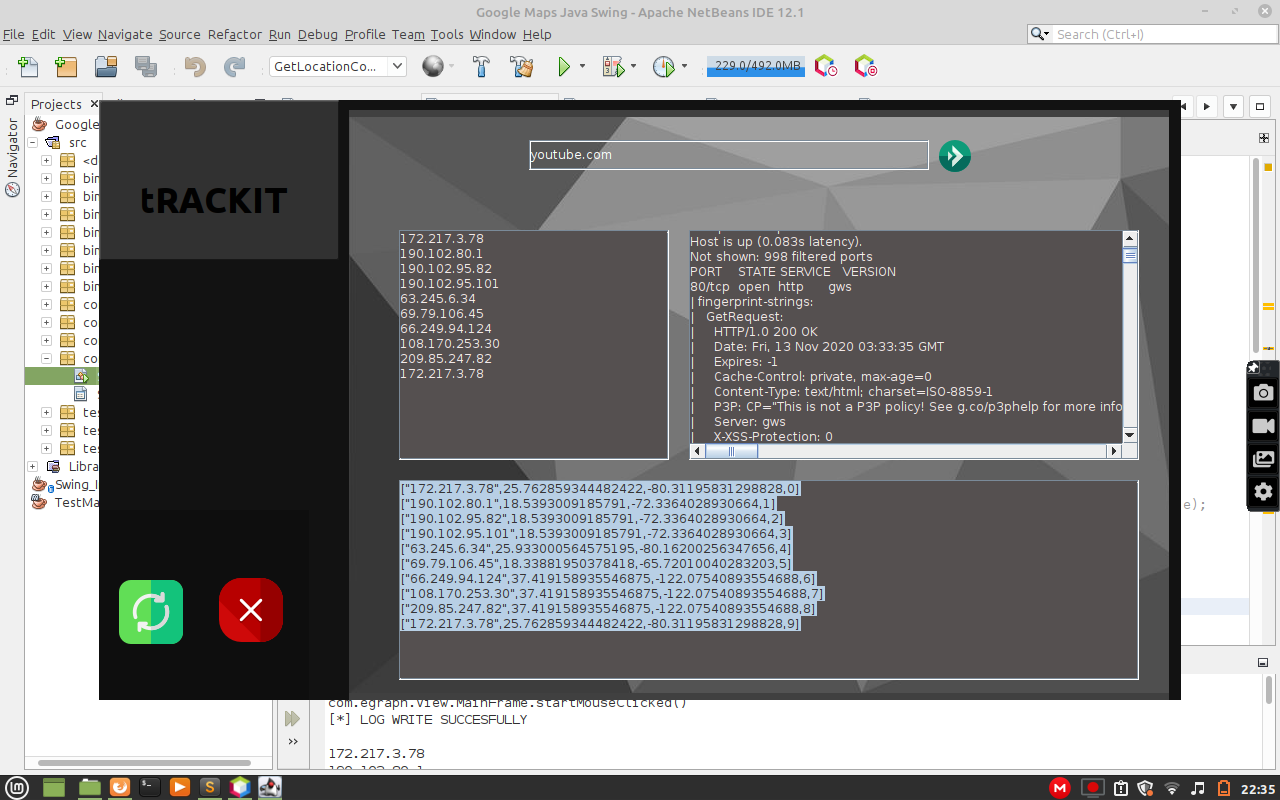 Google Maps Java Swing - Apache NetBeans IDE 12.1
File Edit View Navigate Source Refactor Run Debug Profile Team Tools Window Help
Search (Ctrl+I)
GetLocationCo...
229.0/492.0MB
Projects
Navigator
Google
src
<d
bin
bin
bin
bin
bin
bin
bin
co
co
co
co
tes
tes
tes
Libra
Swing_I
TestMa
tRACKIT
youtube.com
172.217.3.78
190.102.80.1
190.102.95.82
190.102.95.101
63.245.6.34
69.79.106.45
66.249.94.124
108.170.253.30
209.85.247.82
172.217.3.78
Host is up (0.083s latency).
Not shown: 998 filtered ports
PORT STATE SERVICE VERSION
80/tcp open http gws
| fingerprint-strings:
| GetRequest:
| HTTP/1.0 200 OK
| Date: Fri, 13 Nov 2020 03:33:35 GMT
| Expires: -1
| Cache-Control: private, max-age=0
| Content-Type: text/html; charset=ISO-8859-1
| P3P: CP="This is not a P3P policy! See g.co/p3phelp for more info
| Server: gws
| X-XSS-Protection: 0
["172.217.3.78",25.762859344482422,-80.31195831298828,0]
["190.102.80.1",18.5393009185791,-72.3364028930664,1]
["190.102.95.82",18.5393009185791,-72.3364028930664,2]
["190.102.95.101",18.5393009185791,-72.3364028930664,3]
["63.245.6.34",25.933000564575195,-80.16200256347656,4]
["69.79.106.45",18.33881950378418,-65.72010040283203,5]
["66.249.94.124",37.419158935546875,-122.07540893554688,6]
["108.170.253.30",37.419158935546875,-122.07540893554688,7]
["209.85.247.82",37.419158935546875,-122.07540893554688,8]
["172.217.3.78",25.762859344482422,-80.31195831298828,9]
e);
com.egraph.View.MainFrame.startMouseClicked()
[*] LOG WRITE SUCCESFULLY
172.217.3.78
22:35